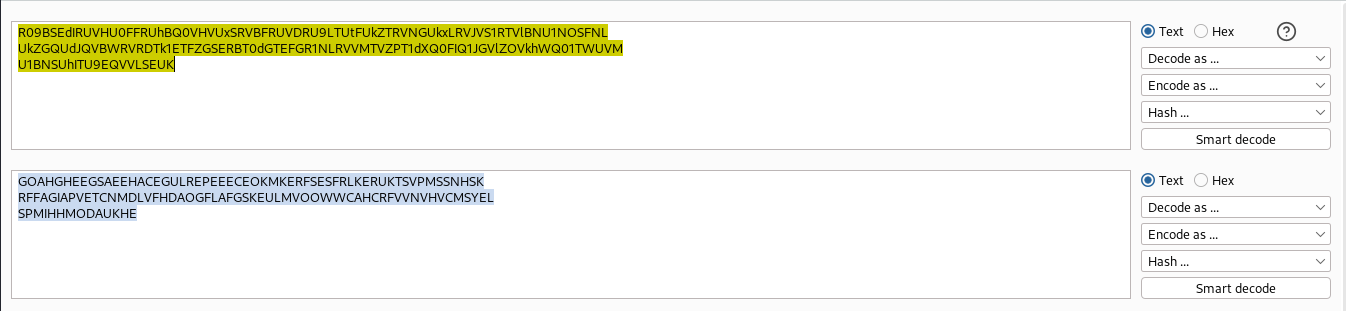 R09BSEdIRUVHU0FFRUhBQ0VHVUxSRVBFRUVDRU9LTUtFUkZTRVNGUkxLRVJVS1RTVlBNU1NOSFNL
UkZGQUdJQVBWRVRDTk1ETFZGSERBT0dGTEFGR1NLRVVMTVZPT1dXQ0FIQ1JGVlZOVkhWQ01TWUVM
U1BNSUhITU9EQVVLSEUK
Text Hex ?
Decode as ...
Encode as ...
Hash ...
Smart decode
GOAHGHEEGSAEEHACEGULREPEEECEOKMKERFSESFRLKERUKTSVPMSSNHSK
RFFAGIAPVETCNMDLVFHDAOGFLAFGSKEULMVOOWWCAHCRFVVNVHVCMSYEL
SPMIHHMODAUKHE
Text Hex
Decode as ...
Encode as ...
Hash ...
Smart decode